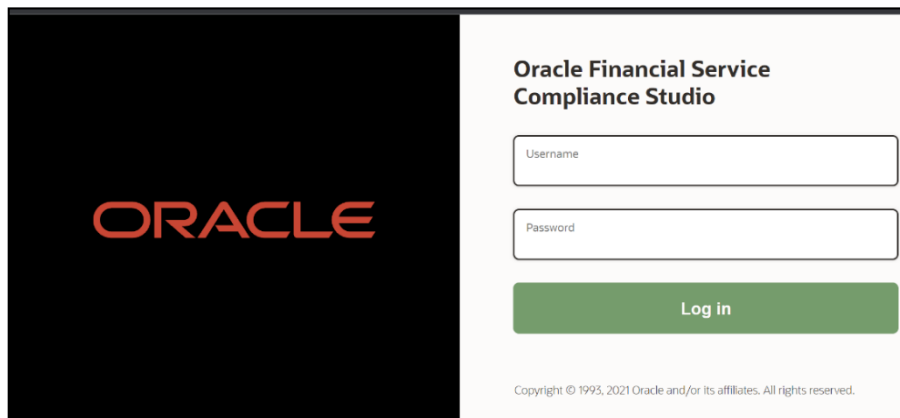 ORACLE
Oracle Financial Service
Compliance Studio
Username
Password
Log in
Copyright © 1993, 2021 Oracle and/or its affiliates. All rights reserved.